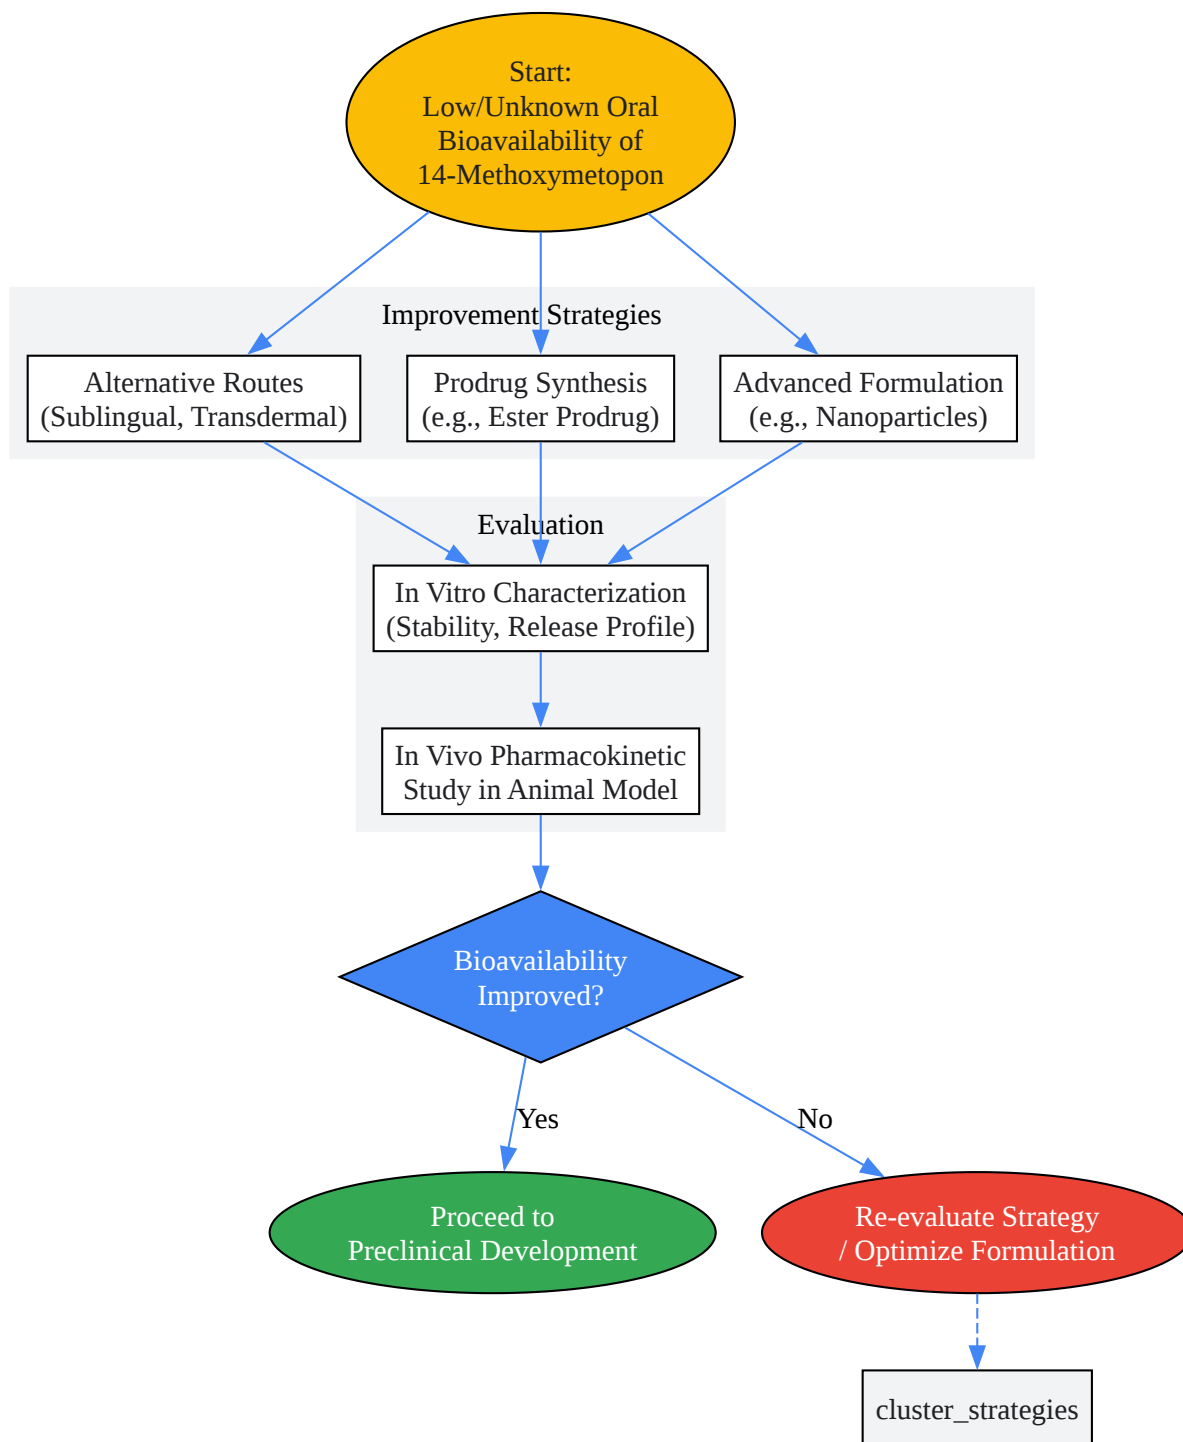 Start:
Low/Unknown Oral
Bioavailability of
14-Methoxymetopon
Improvement Strategies
Alternative Routes
(Sublingual, Transdermal)
Prodrug Synthesis
(e.g., Ester Prodrug)
Advanced Formulation
(e.g., Nanoparticles)
Evaluation
In Vitro Characterization
(Stability, Release Profile)
In Vivo Pharmacokinetic
Study in Animal Model
Bioavailability
Improved?
Yes
No
Proceed to
Preclinical Development
Re-evaluate Strategy
/ Optimize Formulation
cluster_strategies